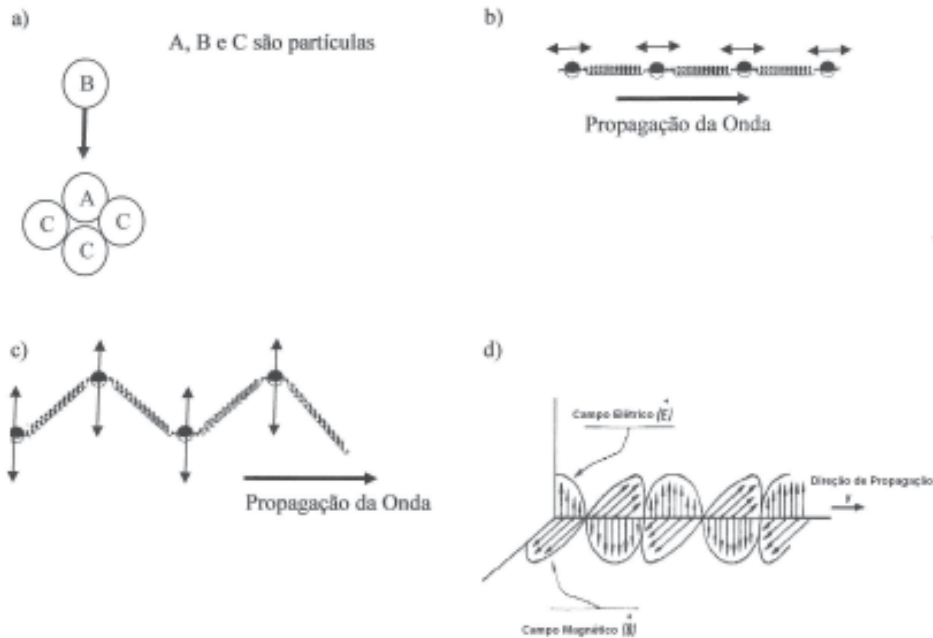 a)
A, B e C são partículas
B
A
C
C
C
b)
Propagação da Onda
c)
Propagação da Onda
d)
Campo Elétrico (E)
Direção de Propagação
Campo Magnético (B)